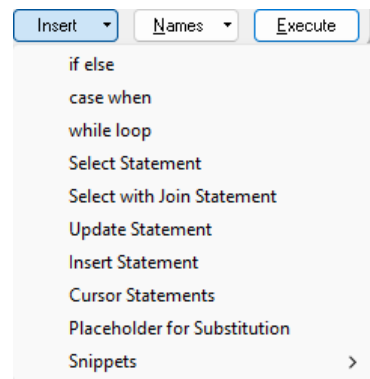 Insert Names Execute
if else
case when
while loop
Select Statement
Select with Join Statement
Update Statement
Insert Statement
Cursor Statements
Placeholder for Substitution
Snippets